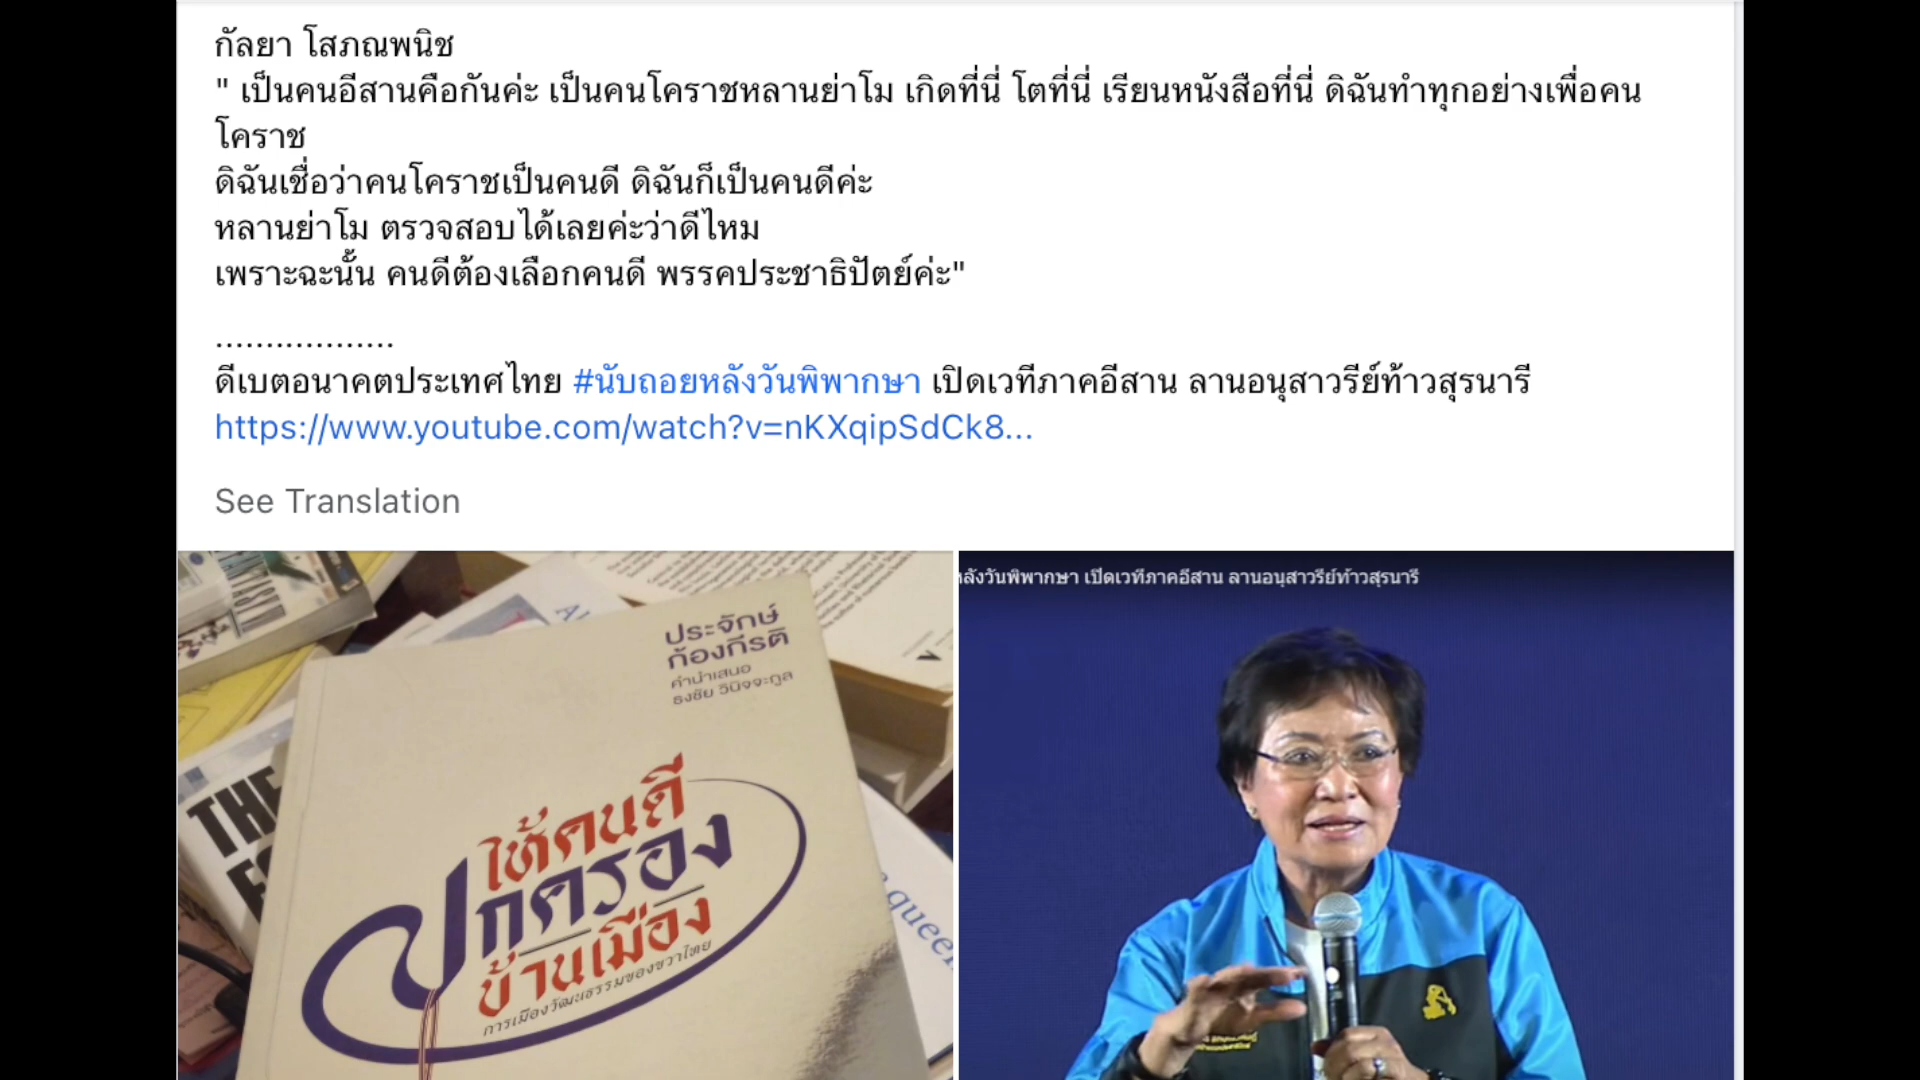 กัลยา โสภณพนิช
" เป็นคนอีสานคือกันค่ะ เป็นคนโคราชหลานย่าโม เกิดที่นี่ โตที่นี่ เรียนหนังสือที่นี่ ดิฉันทำทุกอย่างเพื่อคน
โคราช
ดิฉันเชื่อว่าคนโคราชเป็นคนดี ดิฉันก็เป็นคนดีค่ะ
หลานย่าโม ตรวจสอบได้เลยค่ะว่าดีไหม
เพราะฉะนั้น คนดีต้องเลือกคนดี พรรคประชาธิปัตย์ค่ะ"
..................
ดีเบตอนาคตประเทศไทย #นับถอยหลังวันพิพากษา เปิดเวทีภาคอีสาน ลานอนุสาวรีย์ท้าวสุรนารี
https://www.youtube.com/watch?v=nKXqipSdCk8...
See Translation
ประจักษ์
ก้องกีรติ
คำนำเสนอ
ธงชัย วินิจจะกูล
ให้คนดี
ปกครอง
บ้านเมือง
การเมืองวัฒนธรรมของขวาไทย
THE
queen
หลังวันพิพากษา เปิดเวทีภาคอีสาน ลานอนุสาวรีย์ท้าวสุรนารี